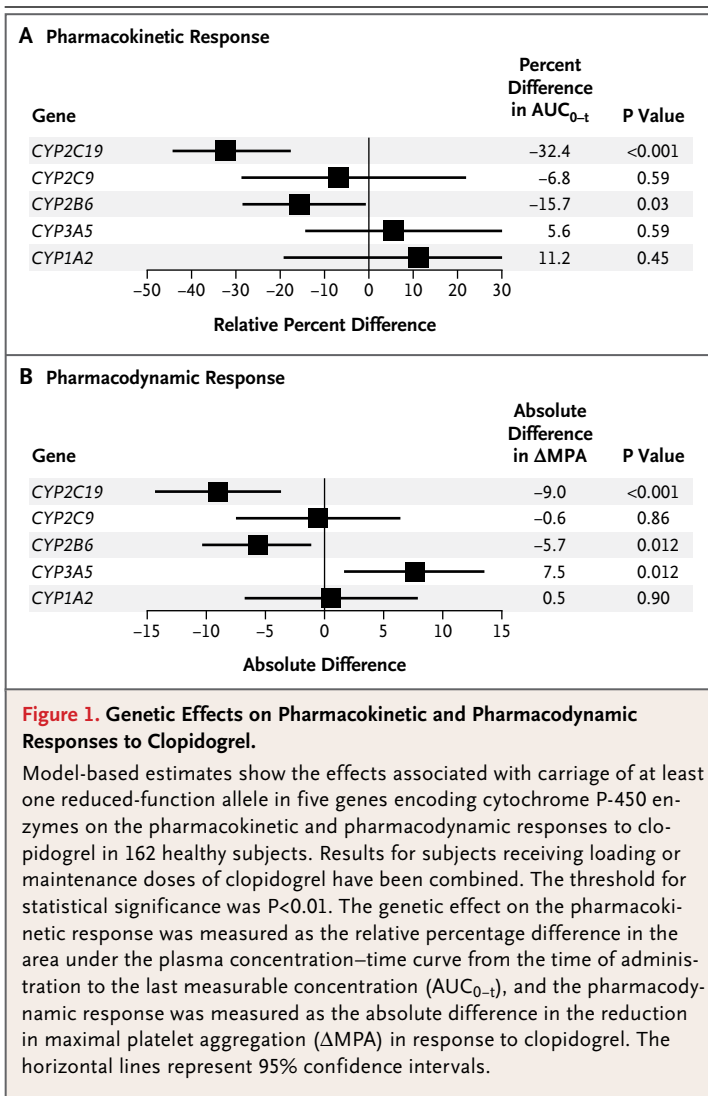 A Pharmacokinetic Response
Percent
Difference
in AUC0–t
Gene P Value
CYP2C19 –32.4 <0.001
CYP2C9 –6.8 0.59
CYP2B6 –15.7 0.03
CYP3A5 5.6 0.59
CYP1A2 11.2 0.45
–50 –40 –30 –20 –10 0 10 20 30
Relative Percent Difference
B Pharmacodynamic Response
Absolute
Difference
in ΔMPA
Gene P Value
CYP2C19 –9.0 <0.001
CYP2C9 –0.6 0.86
CYP2B6 –5.7 0.012
CYP3A5 7.5 0.012
CYP1A2 0.5 0.90
–15 –10 –5 0 5 10 15
Absolute Difference
Figure 1. Genetic Effects on Pharmacokinetic and Pharmacodynamic
Responses to Clopidogrel.
Model-based estimates show the effects associated with carriage of at least
one reduced-function allele in five genes encoding cytochrome P-450 en-
zymes on the pharmacokinetic and pharmacodynamic responses to clo-
pidogrel in 162 healthy subjects. Results for subjects receiving loading or
maintenance doses of clopidogrel have been combined. The threshold for
statistical significance was P<0.01. The genetic effect on the pharmacoki-
netic response was measured as the relative percentage difference in the
area under the plasma concentration–time curve from the time of adminis-
tration to the last measurable concentration (AUC0–t), and the pharmacody-
namic response was measured as the absolute difference in the reduction
in maximal platelet aggregation (ΔMPA) in response to clopidogrel. The
horizontal lines represent 95% confidence intervals.